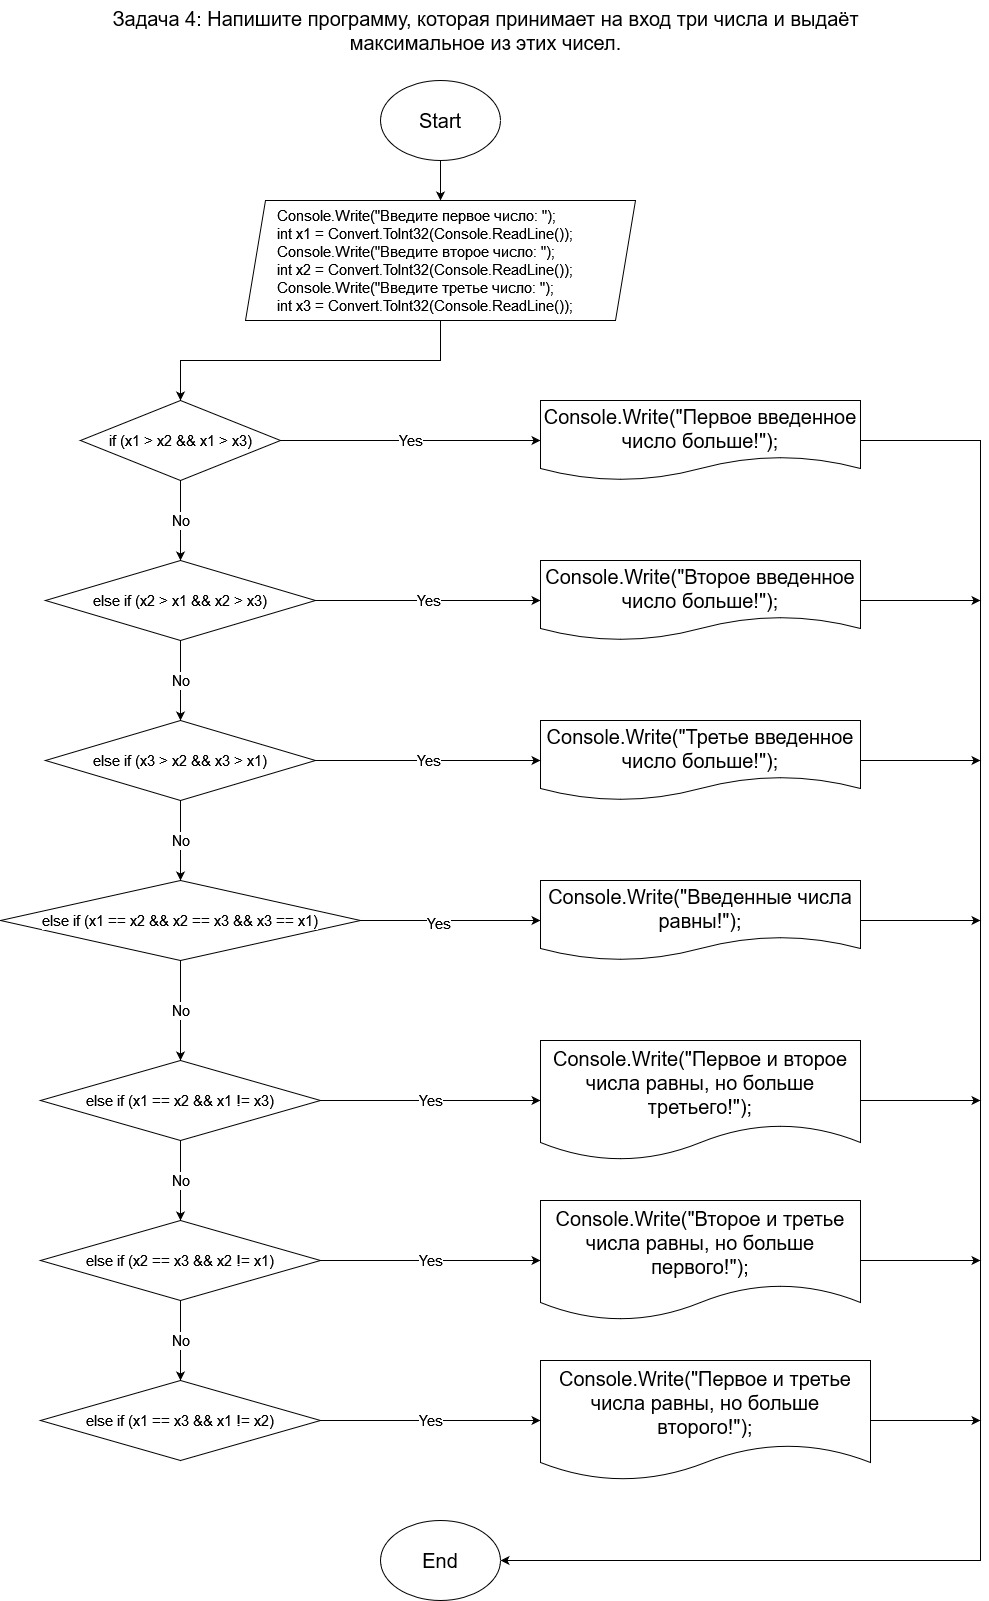 Задача 4: Напишите программу, которая принимает на вход три числа и выдаёт
максимальное из этих чисел.
Start
Console.Write("Введите первое число: ");
int x1 = Convert.ToInt32(Console.ReadLine());
Console.Write("Введите второе число: ");
int x2 = Convert.ToInt32(Console.ReadLine());
Console.Write("Введите третье число: ");
int x3 = Convert.ToInt32(Console.ReadLine());
if (x1 > x2 && x1 > x3)
Yes
Console.Write("Первое введенное
число больше!");
No
else if (x2 > x1 && x2 > x3)
Yes
Console.Write("Второе введенное
число больше!");
No
else if (x3 > x2 && x3 > x1)
Yes
Console.Write("Третье введенное
число больше!");
No
else if (x1 == x2 && x2 == x3 && x3 == x1)
Yes
Console.Write("Введенные числа
равны!");
No
else if (x1 == x2 && x1 != x3)
Yes
Console.Write("Первое и второе
числа равны, но больше
третьего!");
No
else if (x2 == x3 && x2 != x1)
Yes
Console.Write("Второе и третье
числа равны, но больше
первого!");
No
else if (x1 == x3 && x1 != x2)
Yes
Console.Write("Первое и третье
числа равны, но больше
второго!");
End